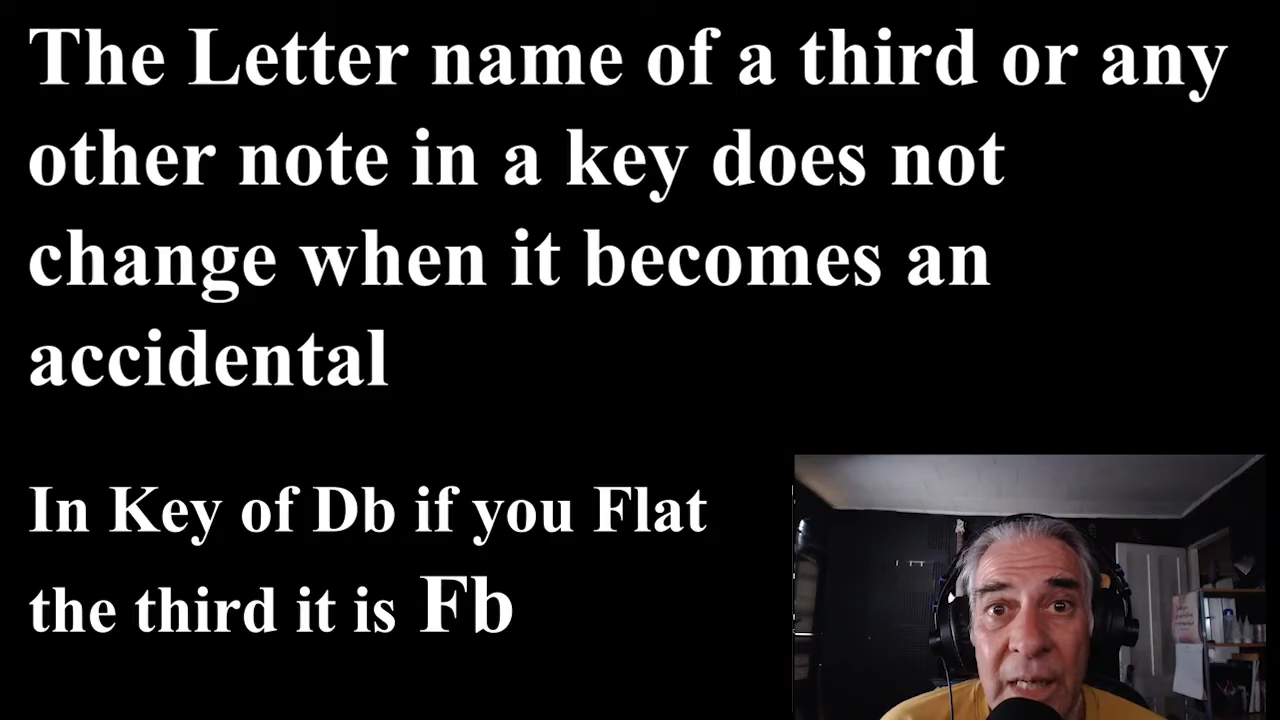 The Letter name of a third or any
other note in a key does not
change when it becomes an
accidental
In Key of Db if you Flat
the third it is Fb